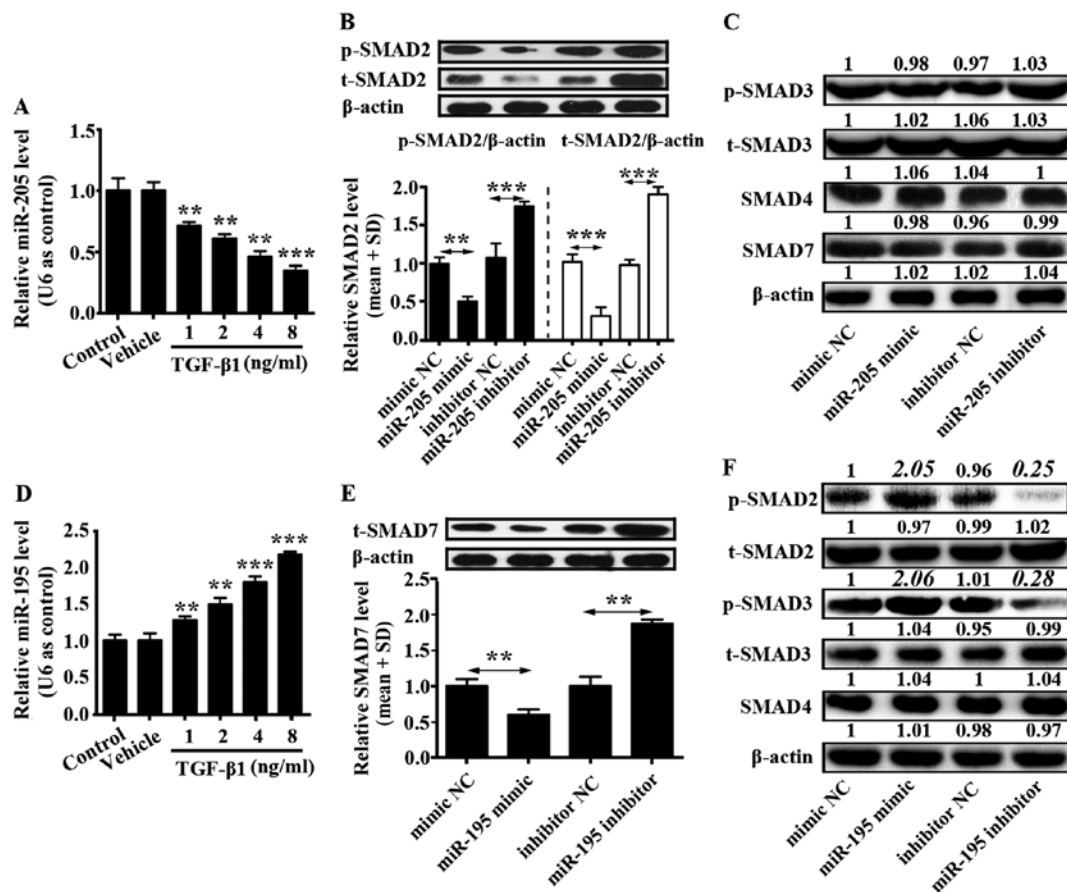 A
Relative miR-205 level
(U6 as control)
1.5
1.0
0.5
0.0
** ** ** ***
Control Vehicle 1 2 4 8
TGF-β1 (ng/ml)
B
p-SMAD2
t-SMAD2
β-actin
p-SMAD2/β-actin t-SMAD2/β-actin
Relative SMAD2 level
(mean + SD)
2.0
1.5
1.0
0.5
0.0
** *** *** ***
mimic NC miR-205 mimic inhibitor NC miR-205 inhibitor mimic NC miR-205 mimic inhibitor NC miR-205 inhibitor
C
1 0.98 0.97 1.03
p-SMAD3
1 1.02 1.06 1.03
t-SMAD3
1 1.06 1.04 1
SMAD4
1 0.98 0.96 0.99
SMAD7
1 1.02 1.02 1.04
β-actin
mimic NC miR-205 mimic inhibitor NC miR-205 inhibitor
D
Relative miR-195 level
(U6 as control)
2.5
2.0
1.5
1.0
0.5
0.0
** ** *** ***
Control Vehicle 1 2 4 8
TGF-β1 (ng/ml)
E
t-SMAD7
β-actin
Relative SMAD7 level
(mean + SD)
2.5
2.0
1.5
1.0
0.5
0.0
** **
mimic NC miR-195 mimic inhibitor NC miR-195 inhibitor
F
1 2.05 0.96 0.25
p-SMAD2
1 0.97 0.99 1.02
t-SMAD2
1 2.06 1.01 0.28
p-SMAD3
1 1.04 0.95 0.99
t-SMAD3
1 1.04 1 1.04
SMAD4
1 1.01 0.98 0.97
β-actin
mimic NC miR-195 mimic inhibitor NC miR-195 inhibitor